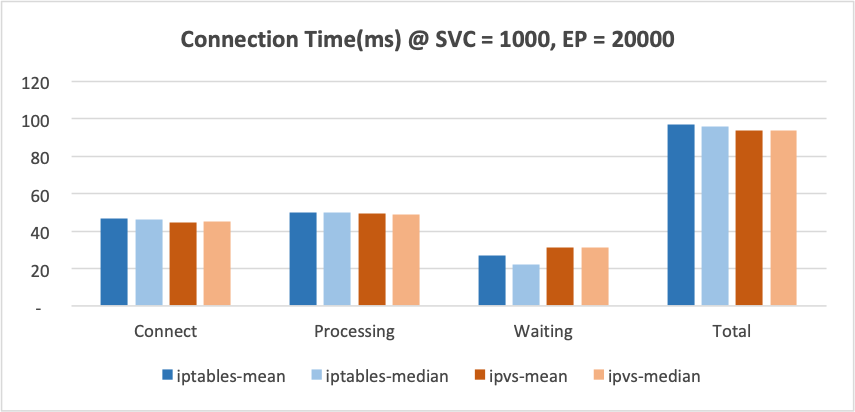 Connection Time(ms) @ SVC = 1000, EP = 20000
120
100
80
60
40
20
-
Connect Processing Waiting Total
iptables-mean iptables-median ipvs-mean ipvs-median